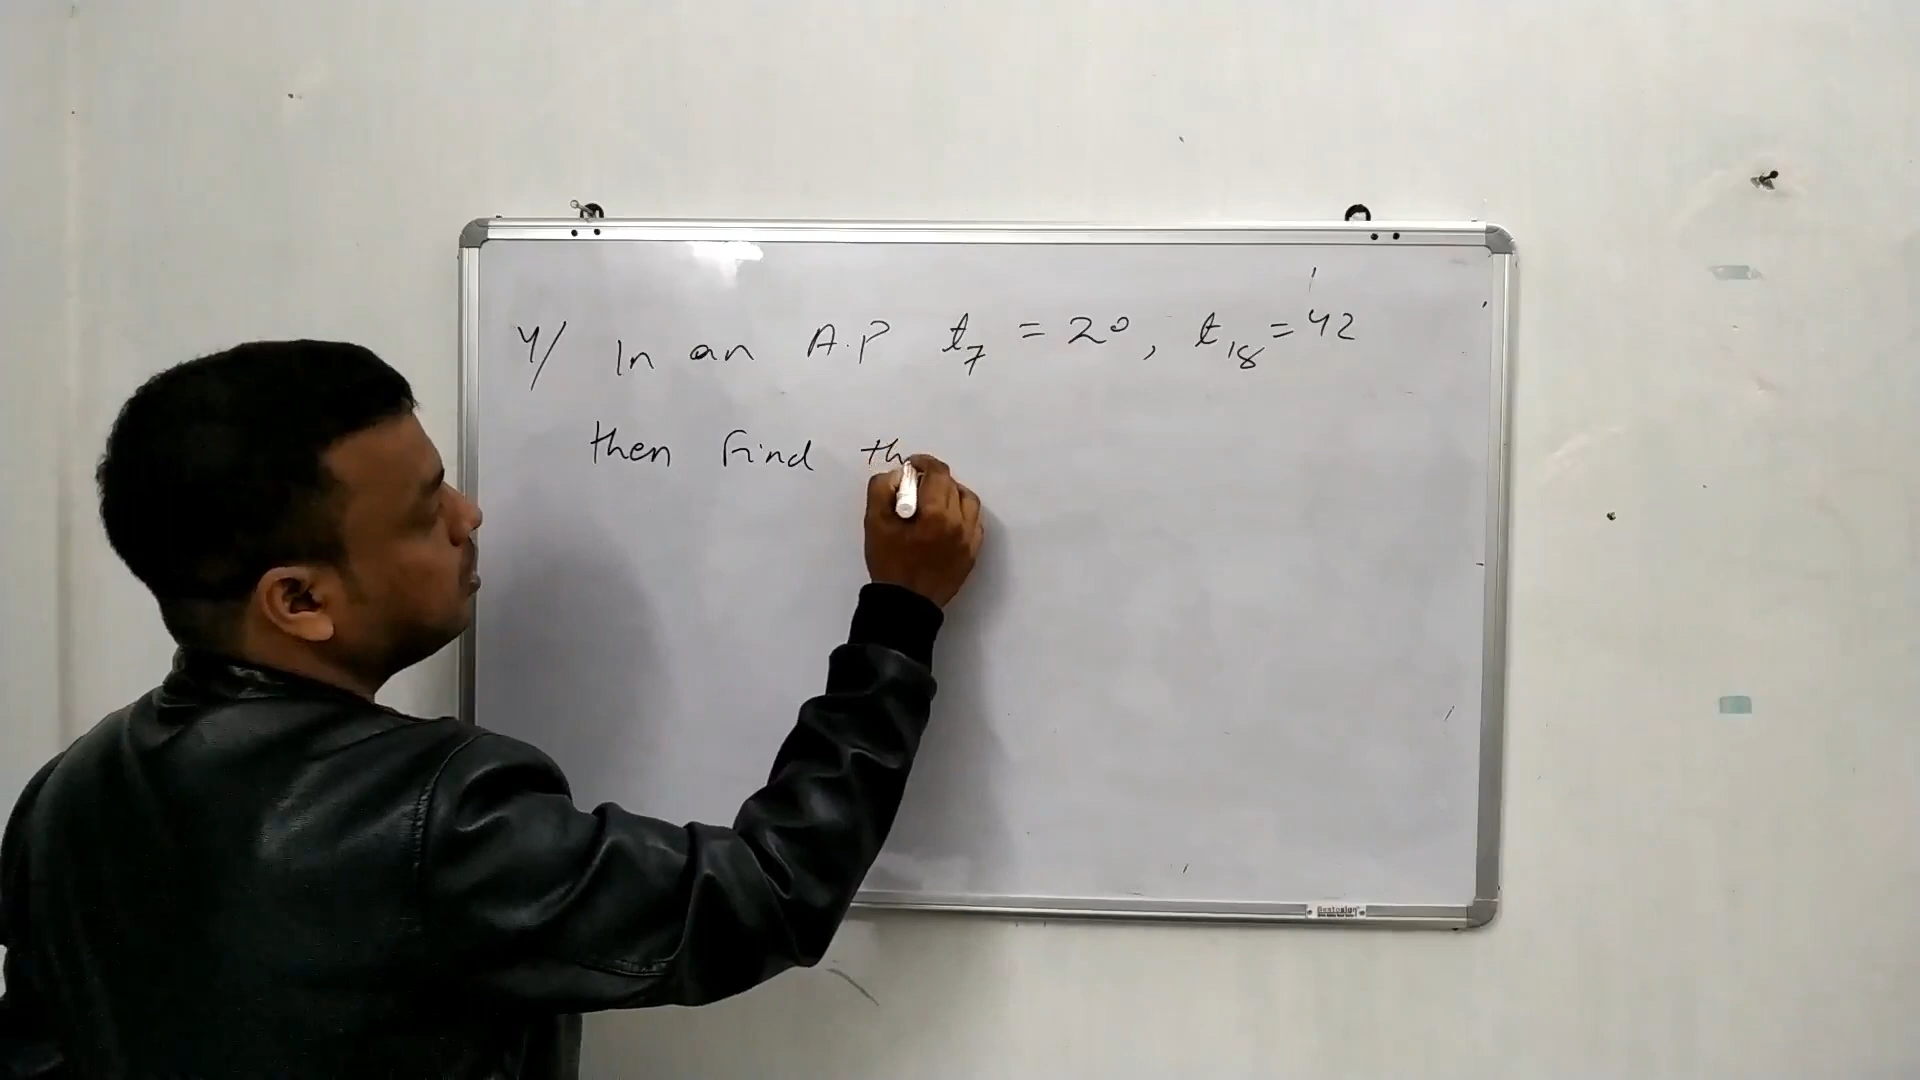 4/ In an A.P t₇ = 20, t₁₈ = 42
then find th